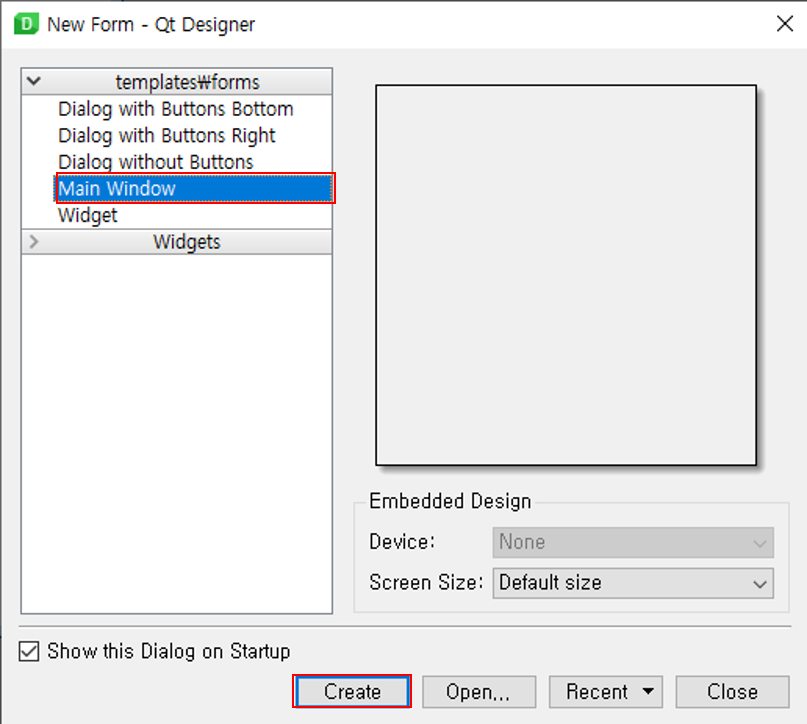 New Form - Qt Designer
templates₩forms
Dialog with Buttons Bottom
Dialog with Buttons Right
Dialog without Buttons
Main Window
Widget
Widgets
Embedded Design
Device: None
Screen Size: Default size
Show this Dialog on Startup
Create Open... Recent Close